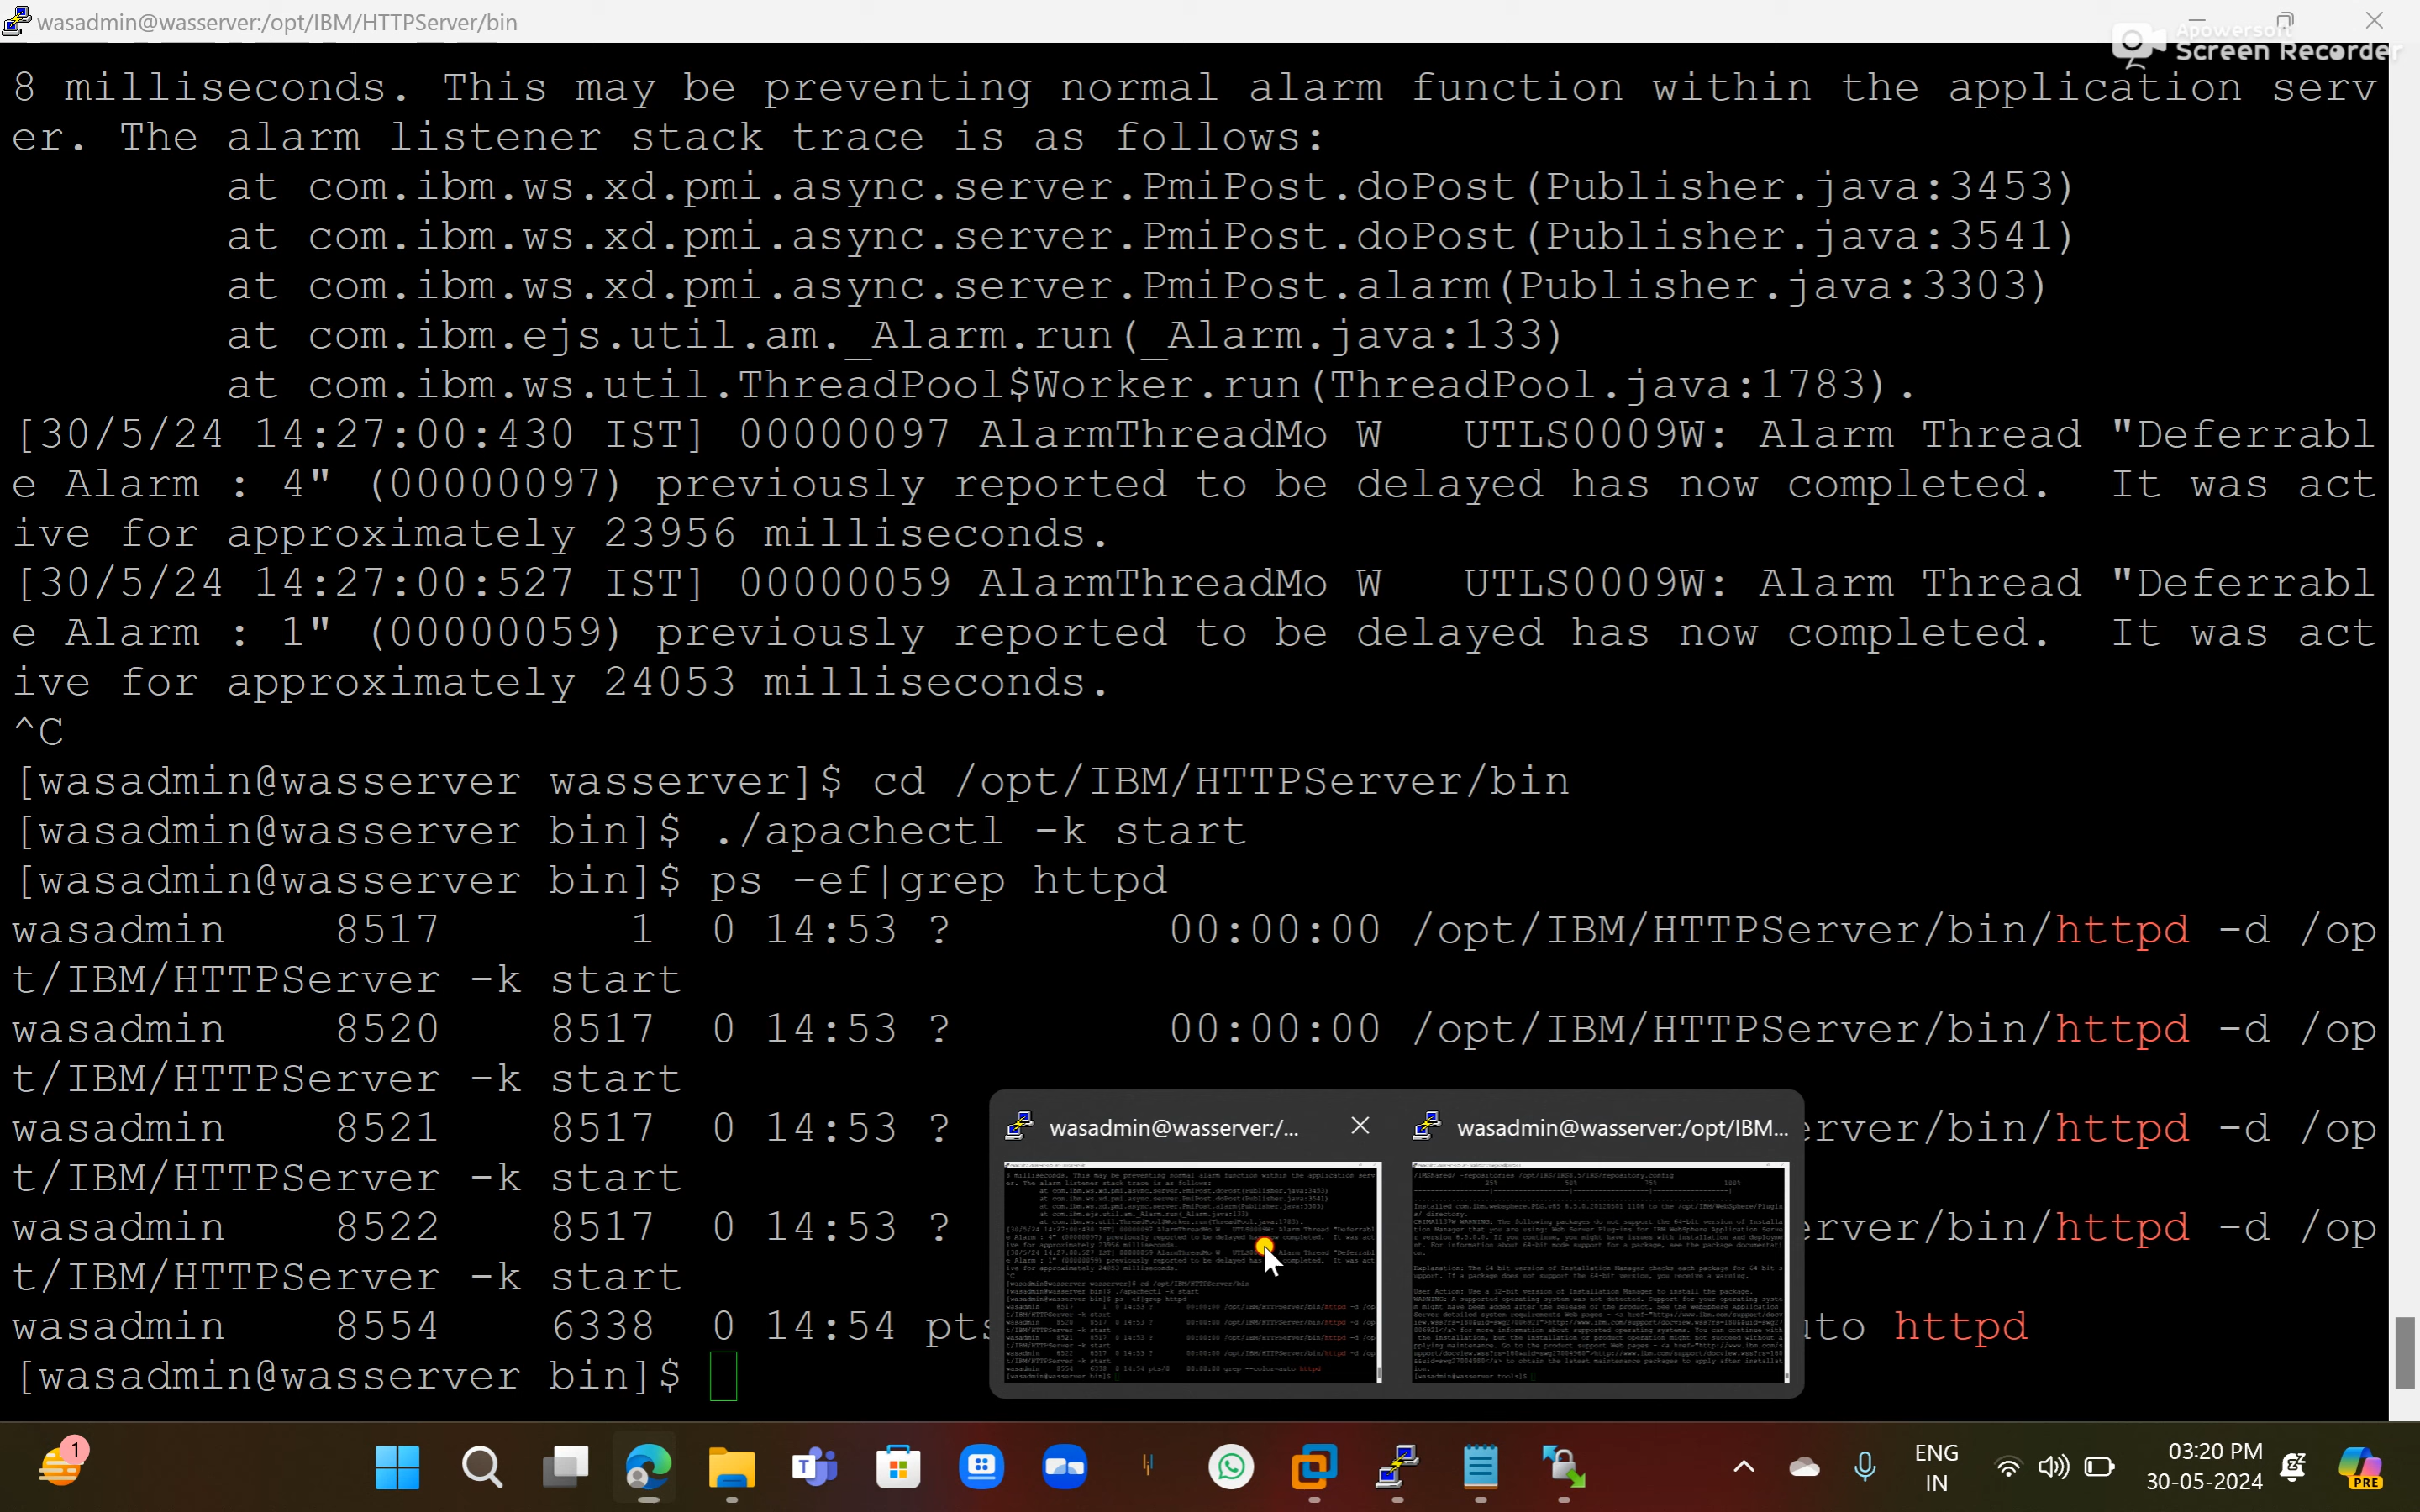 wasadmin@wasserver:/opt/IBM/HTTPServer/bin
Apowersoft
Screen Recorder
8 milliseconds. This may be preventing normal alarm function within the application serv
er. The alarm listener stack trace is as follows:
at com.ibm.ws.xd.pmi.async.server.PmiPost.doPost(Publisher.java:3453)
at com.ibm.ws.xd.pmi.async.server.PmiPost.doPost(Publisher.java:3541)
at com.ibm.ws.xd.pmi.async.server.PmiPost.alarm(Publisher.java:3303)
at com.ibm.ejs.util.am._Alarm.run(_Alarm.java:133)
at com.ibm.ws.util.ThreadPool$Worker.run(ThreadPool.java:1783).
[30/5/24 14:27:00:430 IST] 00000097 AlarmThreadMo W   UTLS0009W: Alarm Thread "Deferrabl
e Alarm : 4" (00000097) previously reported to be delayed has now completed.  It was act
ive for approximately 23956 milliseconds.
[30/5/24 14:27:00:527 IST] 00000059 AlarmThreadMo W   UTLS0009W: Alarm Thread "Deferrabl
e Alarm : 1" (00000059) previously reported to be delayed has now completed.  It was act
ive for approximately 24053 milliseconds.
^C
[wasadmin@wasserver wasserver]$ cd /opt/IBM/HTTPServer/bin
[wasadmin@wasserver bin]$ ./apachectl -k start
[wasadmin@wasserver bin]$ ps -ef|grep httpd
wasadmin    8517       1  0 14:53 ?        00:00:00 /opt/IBM/HTTPServer/bin/httpd -d /op
t/IBM/HTTPServer -k start
wasadmin    8520    8517  0 14:53 ?        00:00:00 /opt/IBM/HTTPServer/bin/httpd -d /op
t/IBM/HTTPServer -k start
wasadmin    8521    8517  0 14:53 ?        erver/bin/httpd -d /op
t/IBM/HTTPServer -k start
wasadmin    8522    8517  0 14:53 ?        erver/bin/httpd -d /op
t/IBM/HTTPServer -k start
wasadmin    8554    6338  0 14:54 pts        uto httpd
[wasadmin@wasserver bin]$
wasadmin@wasserver:/...
wasadmin@wasserver:/opt/IBM...
1
ENG
IN
03:20 PM
30-05-2024
PRE